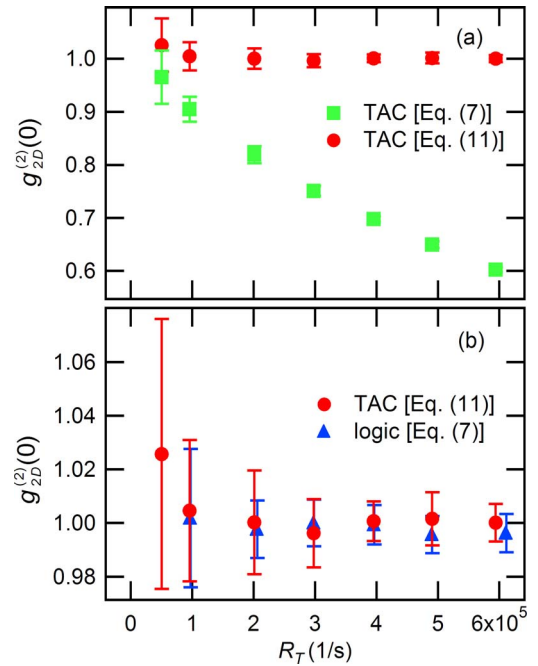 (a)
1.0
0.9
0.8
0.7
0.6
g_{2D}^{(2)}(0)
TAC [Eq. (7)]
TAC [Eq. (11)]
(b)
1.06
1.04
1.02
1.00
0.98
g_{2D}^{(2)}(0)
TAC [Eq. (11)]
logic [Eq. (7)]
0 1 2 3 4 5 6x10^5
R_T (1/s)